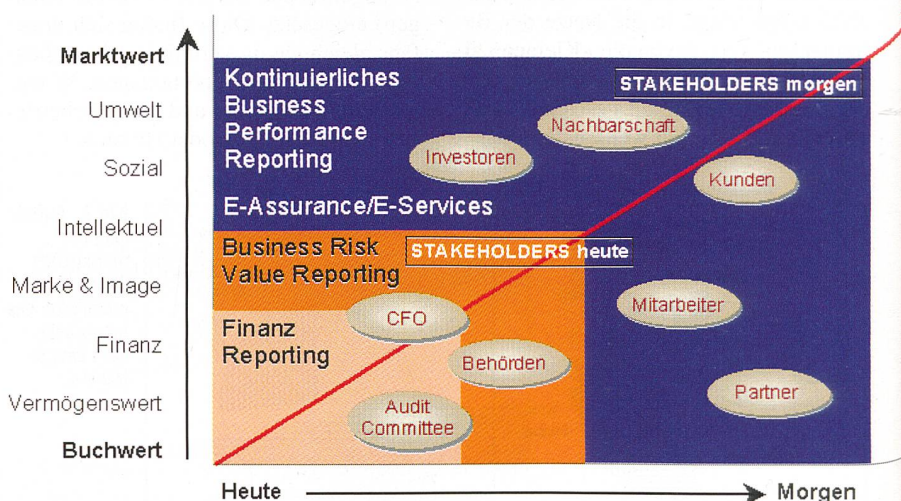 Marktwert
Umwelt
Sozial
Intellektuel
Marke & Image
Finanz
Vermögenswert
Buchwert
Kontinuierliches
Business
Performance
Reporting
E-Assurance/E-Services
STAKEHOLDERS morgen
Nachbarschaft
Investoren
Kunden
Business Risk
Value Reporting
STAKEHOLDERS heute
Mitarbeiter
CFO
Finanz
Reporting
Behörden
Partner
Audit
Committee
Heute
Morgen